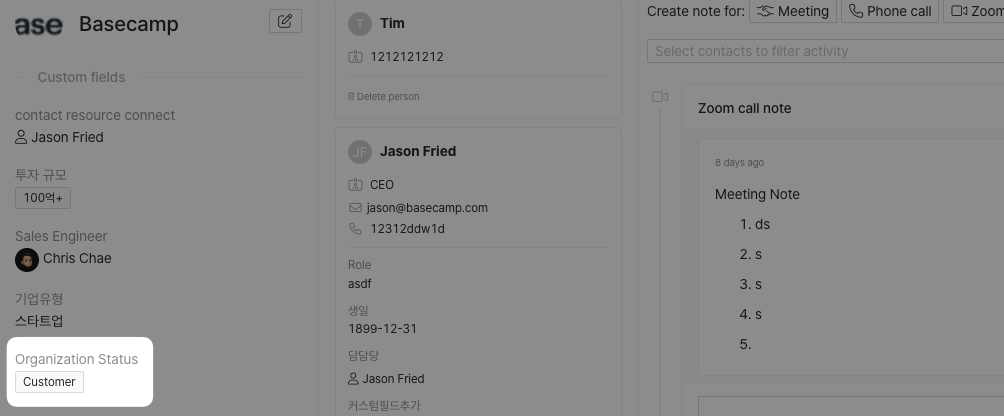 ase Basecamp
Custom fields
contact resource connect
Jason Fried
투자 규모
100억+
Sales Engineer
Chris Chae
기업유형
스타트업
Organization Status
Customer
T Tim
1212121212
Delete person
JF Jason Fried
CEO
jason@basecamp.com
12312ddw1d
Role
asdf
생일
1899-12-31
담담당
Jason Fried
커스텀필드추가
Create note for: Meeting Phone call Zoom
Select contacts to filter activity
Zoom call note
8 days ago
Meeting Note
1. ds
2. s
3. s
4. s
5.